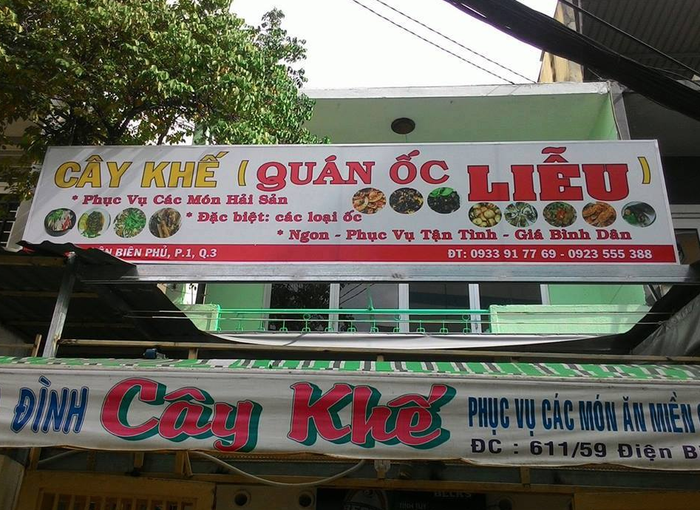 CÂY KHẾ ( QUÁN ỐC LIỄU )
* Phục Vụ Các Món Hải Sản
* Đặc biệt: các loại ốc
* Ngon - Phục Vụ Tận Tình - Giá Bình Dân
BIÊN PHỦ, P.1, Q.3
ĐT: 0933 91 77 69 - 0923 555 388
ĐÌNH Cây Khế PHỤC VỤ CÁC MÓN ĂN MIỀN
ĐC : 611/59 Điện B